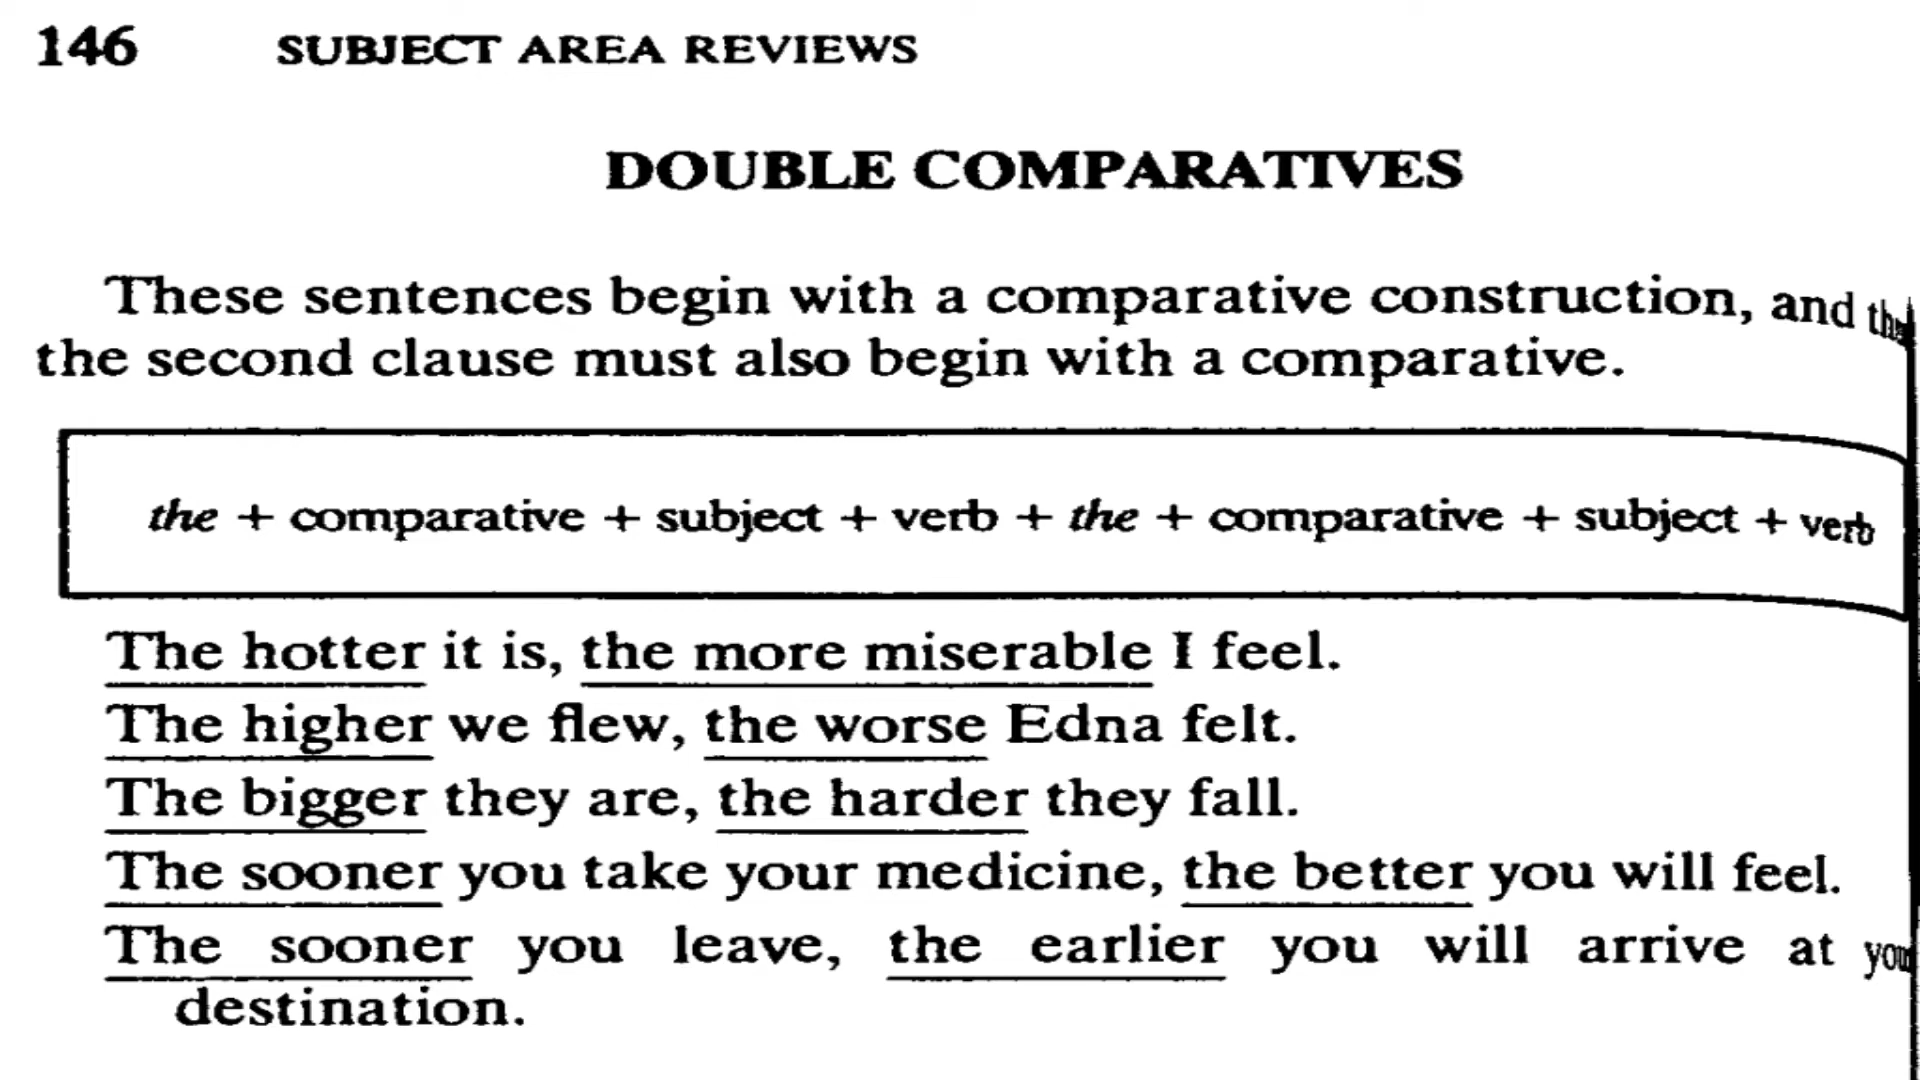 146 SUBJECT AREA REVIEWS
DOUBLE COMPARATIVES
These sentences begin with a comparative construction, and
the second clause must also begin with a comparative.
the + comparative + subject + verb + the + comparative + subject + verb
The hotter it is, the more miserable I feel.
The higher we flew, the worse Edna felt.
The bigger they are, the harder they fall.
The sooner you take your medicine, the better you will feel.
The sooner you leave, the earlier you will arrive at
destination.